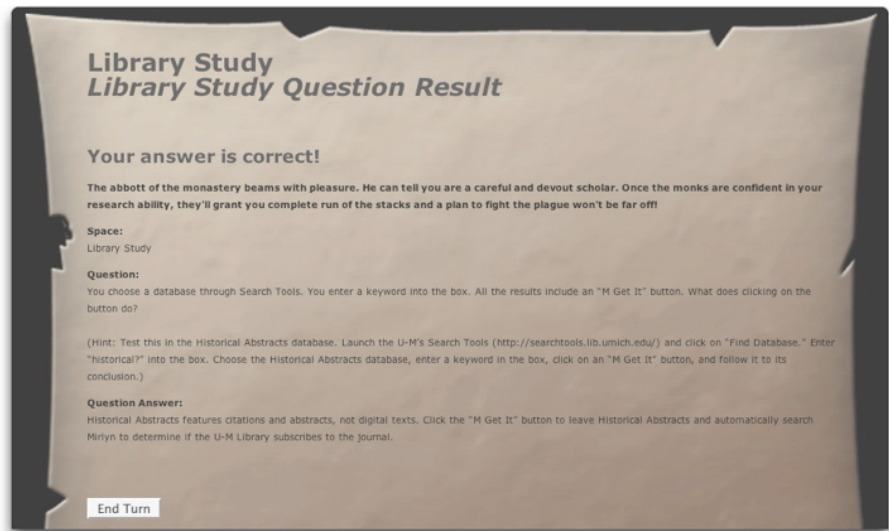 Library Study
Library Study Question Result
Your answer is correct!
The abbott of the monastery beams with pleasure. He can tell you are a careful and devout scholar. Once the monks are confident in your
research ability, they'll grant you complete run of the stacks and a plan to fight the plague won't be far off!
Space:
Library Study
Question:
You choose a database through Search Tools. You enter a keyword into the box. All the results include an "M Get It" button. What does clicking on the
button do?
(Hint: Test this in the Historical Abstracts database. Launch the U-M's Search Tools (http://searchtools.lib.umich.edu/) and click on "Find Database." Enter
"historical?" into the box. Choose the Historical Abstracts database, enter a keyword in the box, click on an "M Get It" button, and follow it to its
conclusion.)
Question Answer:
Historical Abstracts features citations and abstracts, not digital texts. Click the "M Get It" button to leave Historical Abstracts and automatically search
Mirlyn to determine if the U-M Library subscribes to the journal.
End Turn